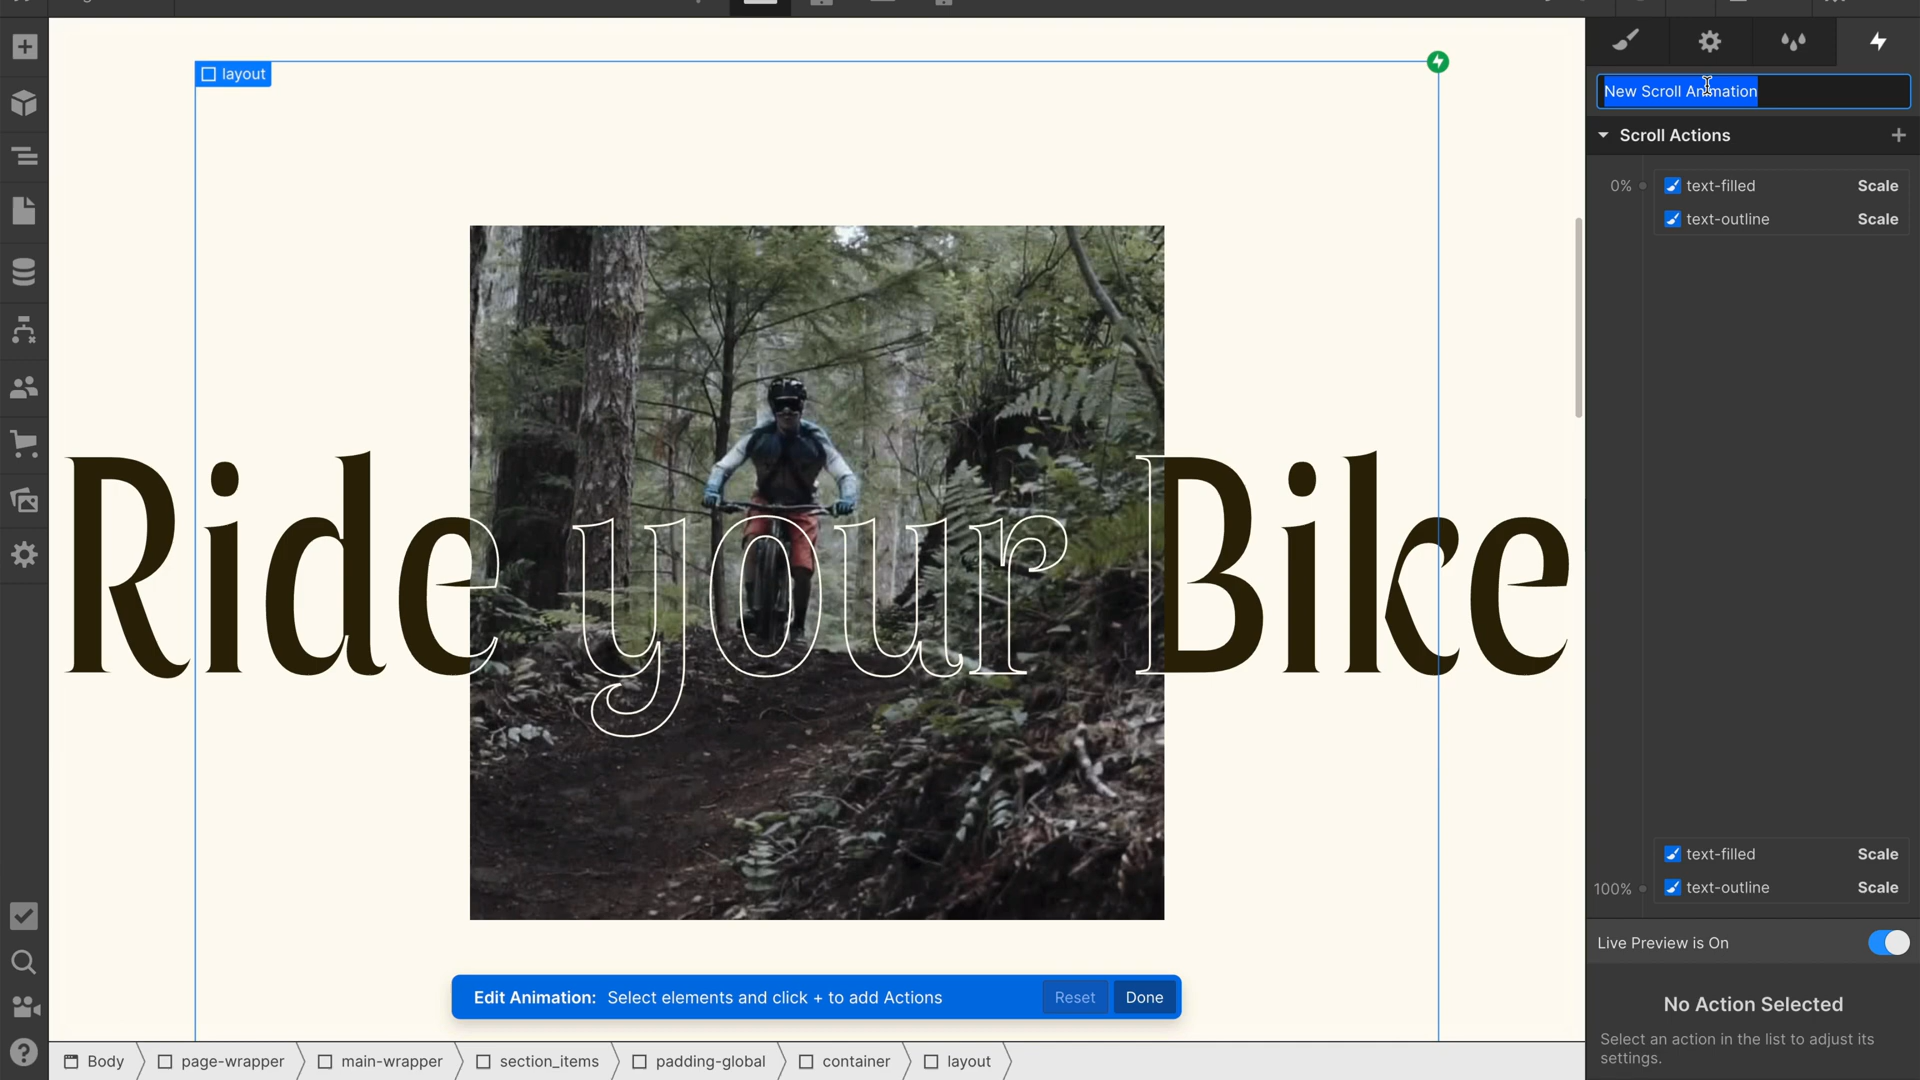 layout
New Scroll Animation
Scroll Actions
0%
text-filled Scale
text-outline Scale
Ride your Bike
text-filled Scale
100%
text-outline Scale
Live Preview is On
Edit Animation: Select elements and click + to add Actions
Reset
Done
No Action Selected
Select an action in the list to adjust its
settings.
Body page-wrapper main-wrapper section_items padding-global container layout